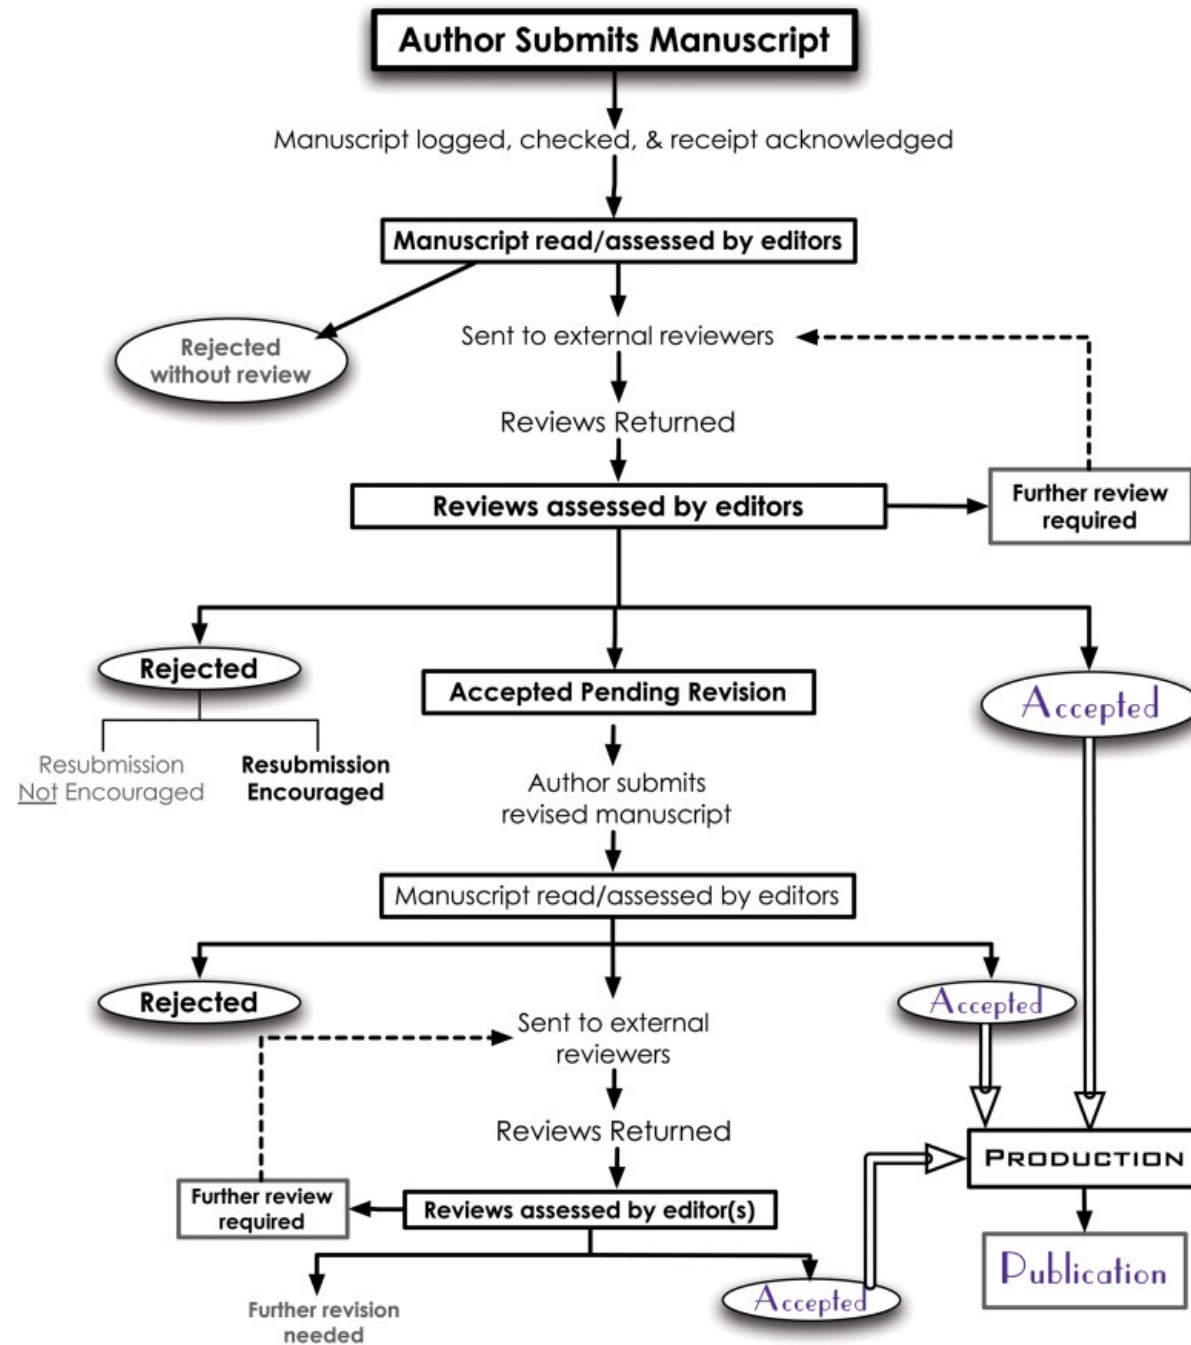 Author Submits Manuscript
Manuscript logged, checked, & receipt acknowledged
Manuscript read/assessed by editors
Rejected
without review
Sent to external reviewers
Reviews Returned
Reviews assessed by editors
Further review
required
Rejected
Resubmission
Not Encouraged
Resubmission
Encouraged
Accepted Pending Revision
Accepted
Author submits
revised manuscript
Manuscript read/assessed by editors
Rejected
Sent to external
reviewers
Accepted
Reviews Returned
Further review
required
Reviews assessed by editor(s)
Further revision
needed
Accepted
PRODUCTION
Publication